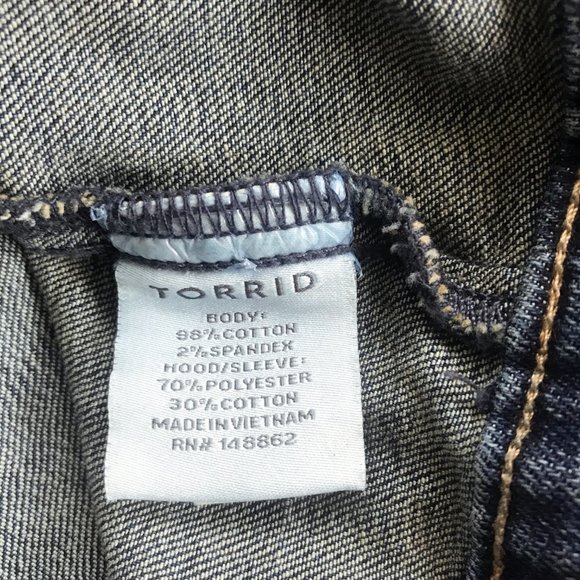 TORRID
BODY:
98% COTTON
2% SPANDEX
HOOD/SLEEVE:
70% POLYESTER
30% COTTON
MADE IN VIETNAM
RN# 148862